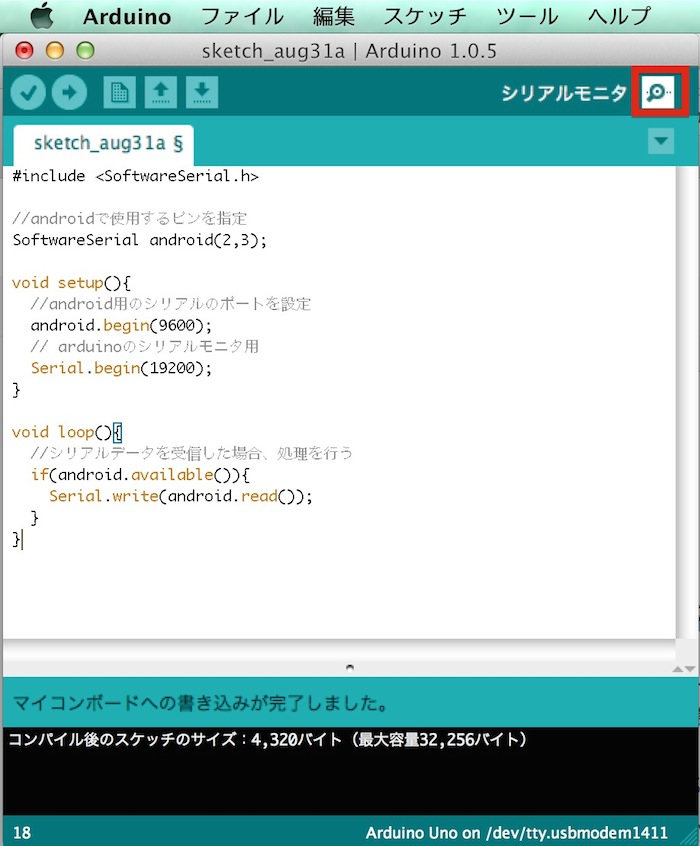 Arduino ファイル 編集 スケッチ ツール ヘルプ
sketch_aug31a | Arduino 1.0.5
シリアルモニタ
sketch_aug31a §
#include <SoftwareSerial.h>
//androidで使用するピンを指定
SoftwareSerial android(2,3);
void setup(){
//android用のシリアルのポートを設定
android.begin(9600);
// arduinoのシリアルモニタ用
Serial.begin(19200);
}
void loop(){
//シリアルデータを受信した場合、処理を行う
if(android.available()){
Serial.write(android.read());
}
}
マイコンボードへの書き込みが完了しました。
コンパイル後のスケッチのサイズ：4,320バイト（最大容量32,256バイト）
18 Arduino Uno on /dev/tty.usbmodem1411